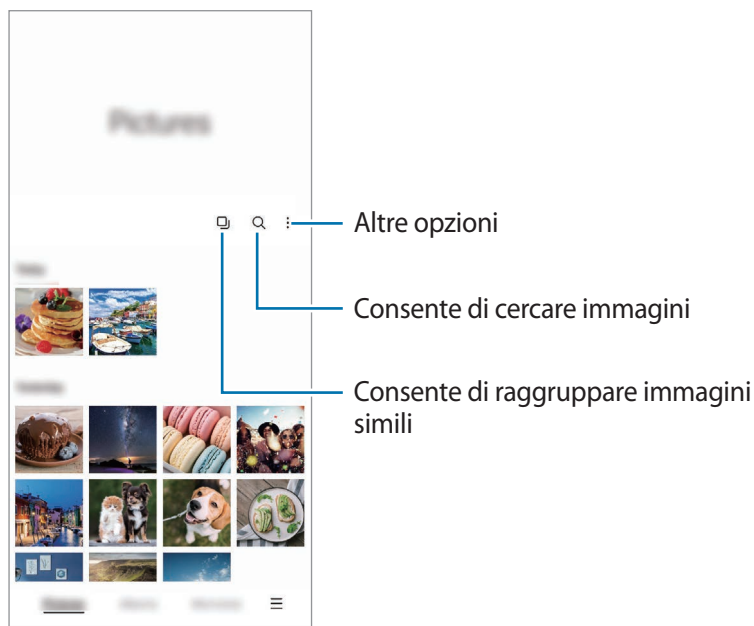 Pictures
Altre opzioni
Consente di cercare immagini
Consente di raggruppare immagini
simili